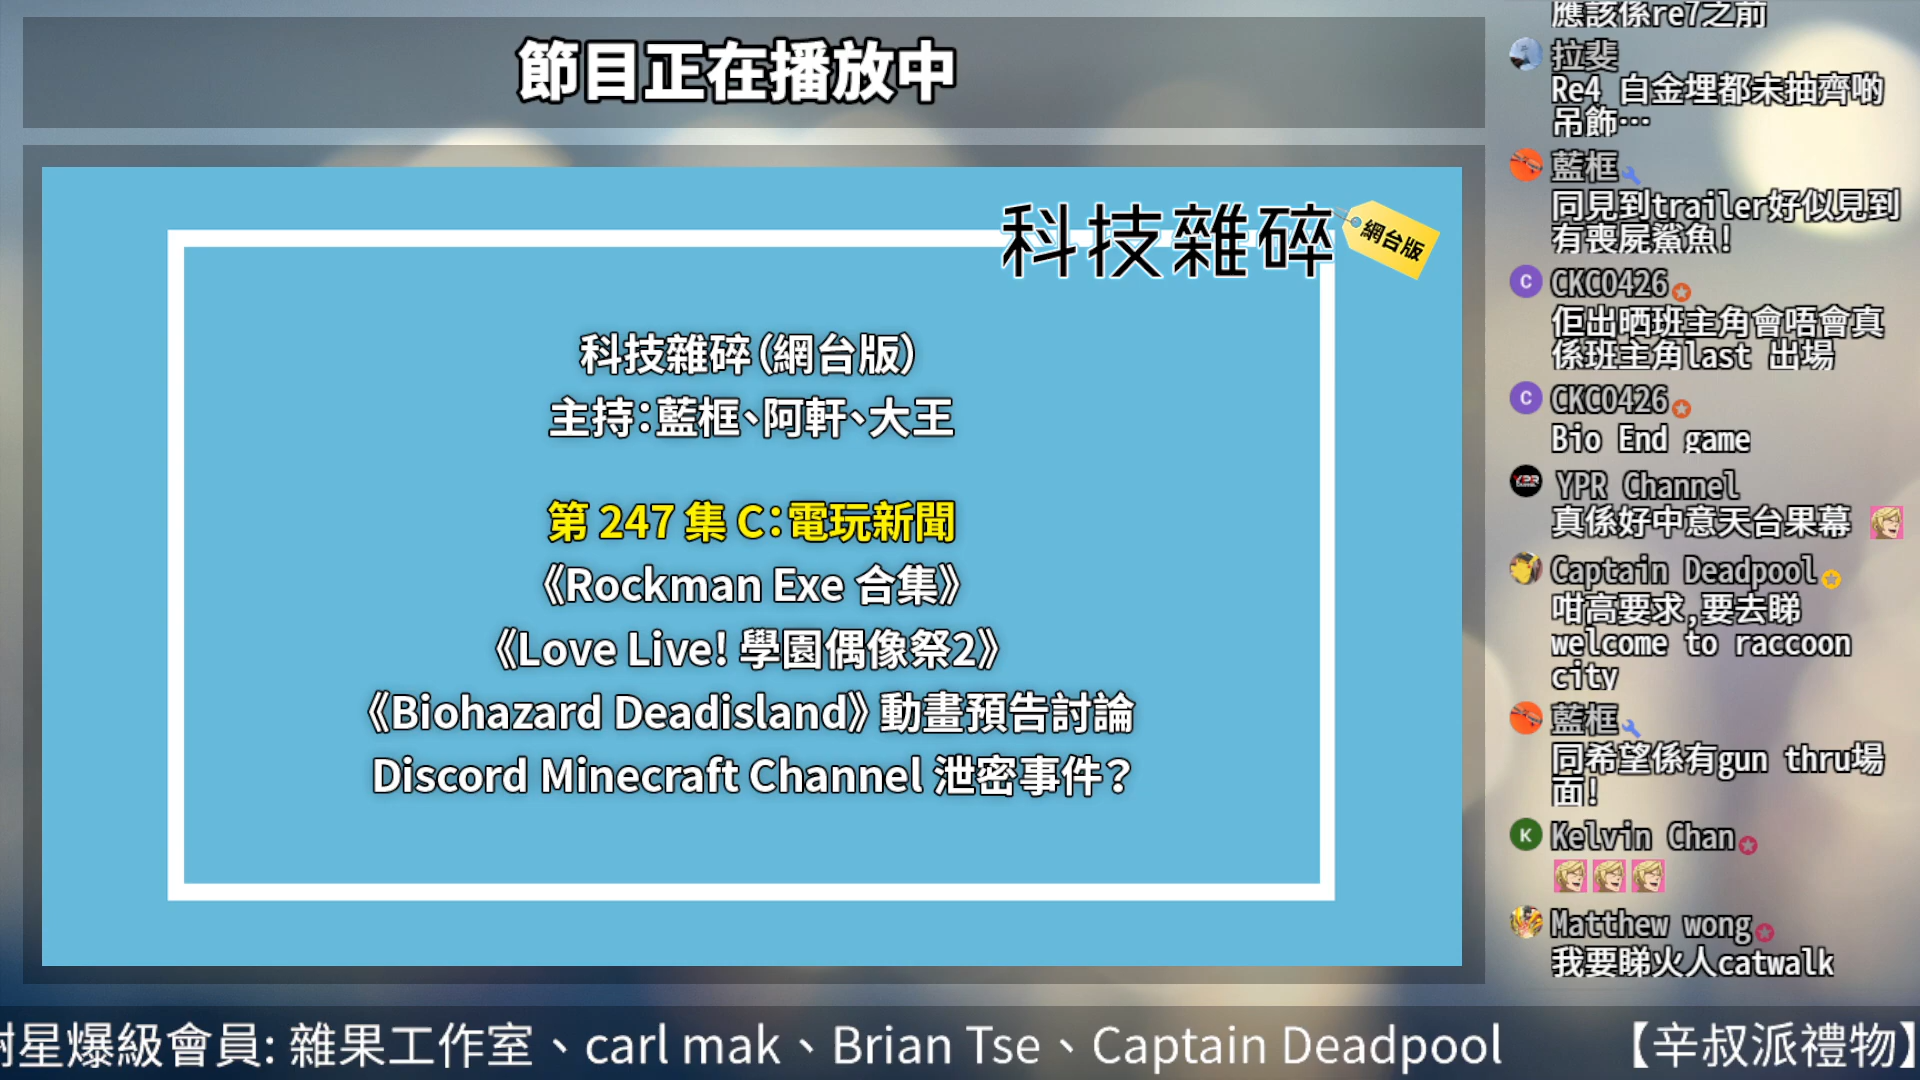 節目正在播放中
科技雜碎
網台版
科技雜碎（網台版）
主持：藍框、阿軒、大王
第 247 集 C：電玩新聞
《Rockman Exe 合集》
《Love Live! 學園偶像祭2》
《Biohazard Deadisland》動畫預告討論
Discord Minecraft Channel 泄密事件？
應該係re7之前
拉斐
Re4 白金埋都未抽齊啲
吊飾…
藍框
同見到trailer好似見到
有喪屍鯊魚!
C
CKC0426
佢出晒班主角會唔會真
係班主角last 出場
C
CKC0426
Bio End game
YPR
YPR Channel
真係好中意天台果幕
Captain Deadpool
咁高要求,要去睇
welcome to raccoon
city
藍框
同希望係有gun thru場
面!
K
Kelvin Chan
Matthew wong
我要睇火人catwalk
星爆級會員: 雜果工作室、carl mak、Brian Tse、Captain Deadpool
【辛叔派禮物】